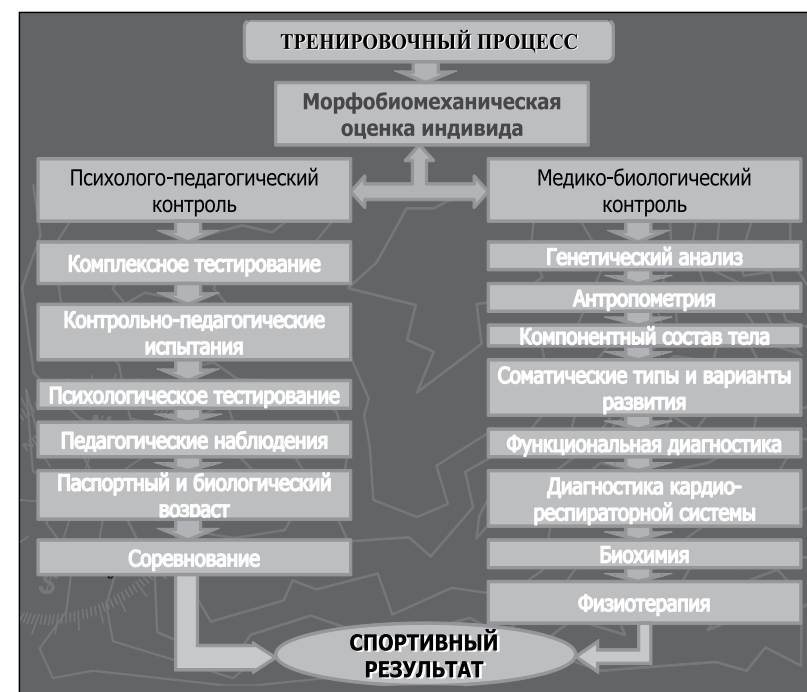 ТРЕНИРОВОЧНЫЙ ПРОЦЕСС
Морфобиомеханическая
оценка индивида
Психолого-педагогический
контроль
Комплексное тестирование
Контрольно-педагогические
испытания
Психологическое тестирование
Педагогические наблюдения
Паспортный и биологический
возраст
Соревнование
Медико-биологический
контроль
Генетический анализ
Антропометрия
Компонентный состав тела
Соматические типы и варианты
развития
Функциональная диагностика
Диагностика кардио-
респираторной системы
Биохимия
Физиотерапия
СПОРТИВНЫЙ
РЕЗУЛЬТАТ